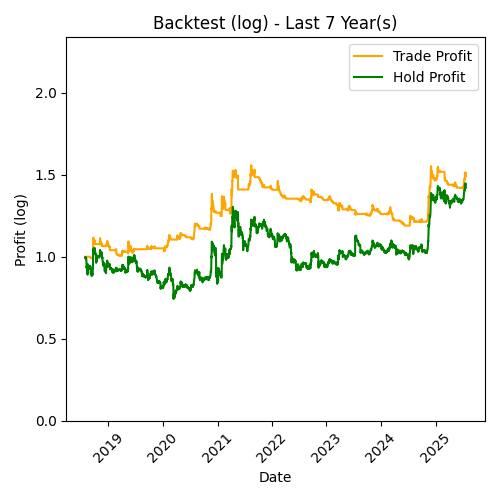 Backtest (log) - Last 7 Year(s)
Trade Profit
Hold Profit
Profit (log)
2.0
1.5
1.0
0.5
0.0
2019
2020
2021
2022
2023
2024
2025
Date